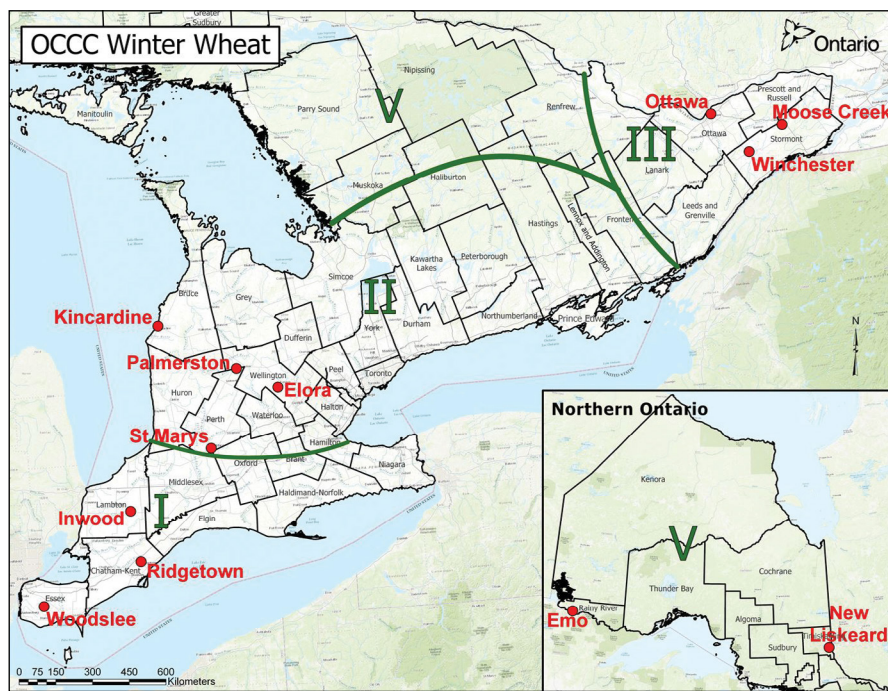 OCCC Winter Wheat
Ontario
Greater
Sudbury
Nipissing
Parry Sound
Manitoulin
V
Renfrew
Ottawa
Prescott and
Russell
Moose Creek
Ottawa
Stormont
III
Winchester
Lanark
Muskoka
Haliburton
Leeds and
Grenville
Hastings
Lennox and Addington
Frontenac
Simcoe
Kawartha
Lakes
Peterborough
Bruce
Grey
II
Kincardine
York
Durham
Northumberland
Prince Edward
Dufferin
N
Palmerston
Wellington
Peel
Toronto
Elora
Huron
Halton
Perth
Waterloo
St Marys
Hamilton
Oxford
Brant
Niagara
Middlesex
Lambton
Haldimand-Norfolk
Inwood
I
Elgin
Ridgetown
Chatham-Kent
Essex
Woodslee
0 75 150 300 450 600
Kilometers
Northern Ontario
Kenora
V
Cochrane
Thunder Bay
Rainy River
Emo
Algoma
New
Liskeard
Sudbury
UNITED STATES